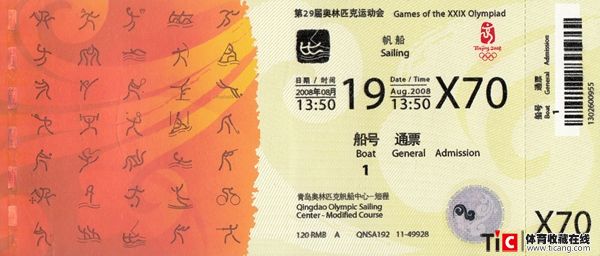 第29届奥林匹克运动会 Games of the XXIX Olympiad
帆船
Sailing
Beijing 2008
日期 / 时间
2008年08月
13:50
19
Date / Time
Aug.2008
13:50
X70
船号 通票
Boat General Admission
1
青岛奥林匹克帆船中心-短程
Qingdao Olympic Sailing
Center - Modified Course
120 RMB A QNSA192 11-49928
船号 通票
Boat General Admission
1
1302600955
X70
TiC 体育收藏在线
www.ticang.com